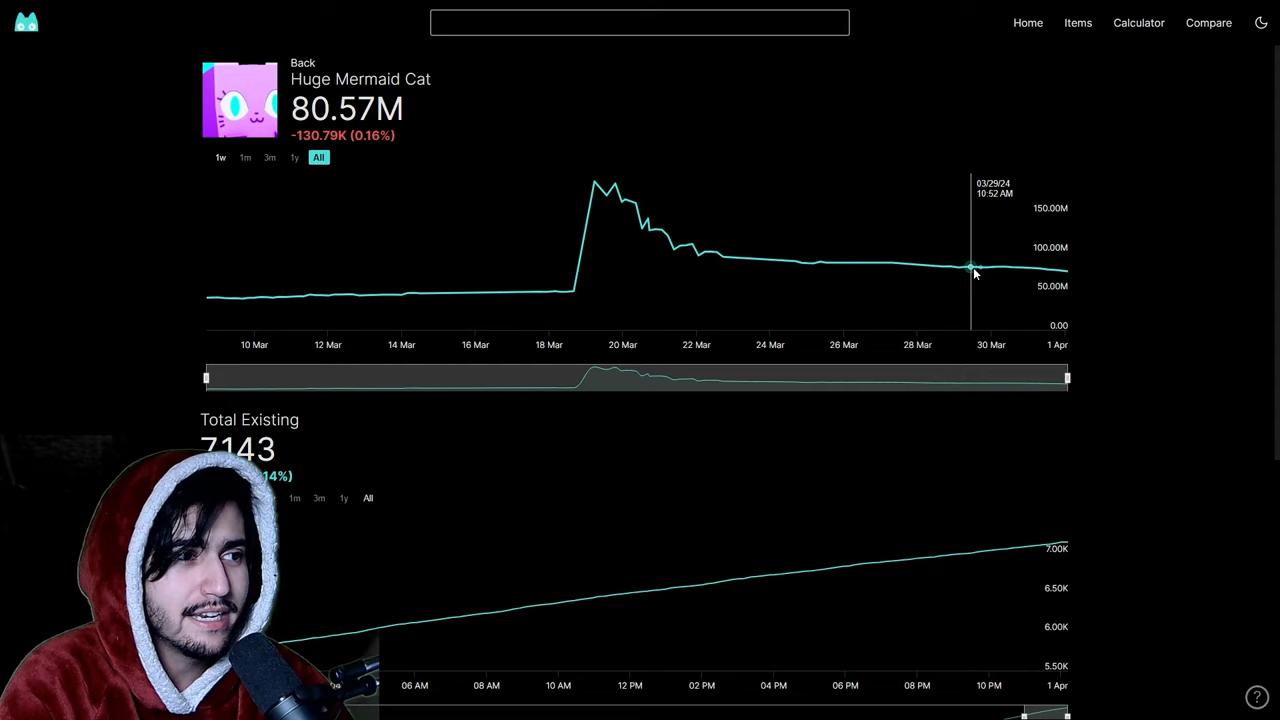 Home Items Calculator Compare
Back
Huge Mermaid Cat
80.57M
-130.79K (0.16%)
1w 1m 3m 1y All
03/29/24
10:52 AM
150.00M
100.00M
50.00M
0.00
10 Mar 12 Mar 14 Mar 16 Mar 18 Mar 20 Mar 22 Mar 24 Mar 26 Mar 28 Mar 30 Mar 1 Apr
Total Existing
7143
14%)
1m 3m 1y All
7.00K
6.50K
6.00K
5.50K
06 AM 08 AM 10 AM 12 PM 02 PM 04 PM 06 PM 08 PM 10 PM 1 Apr
?